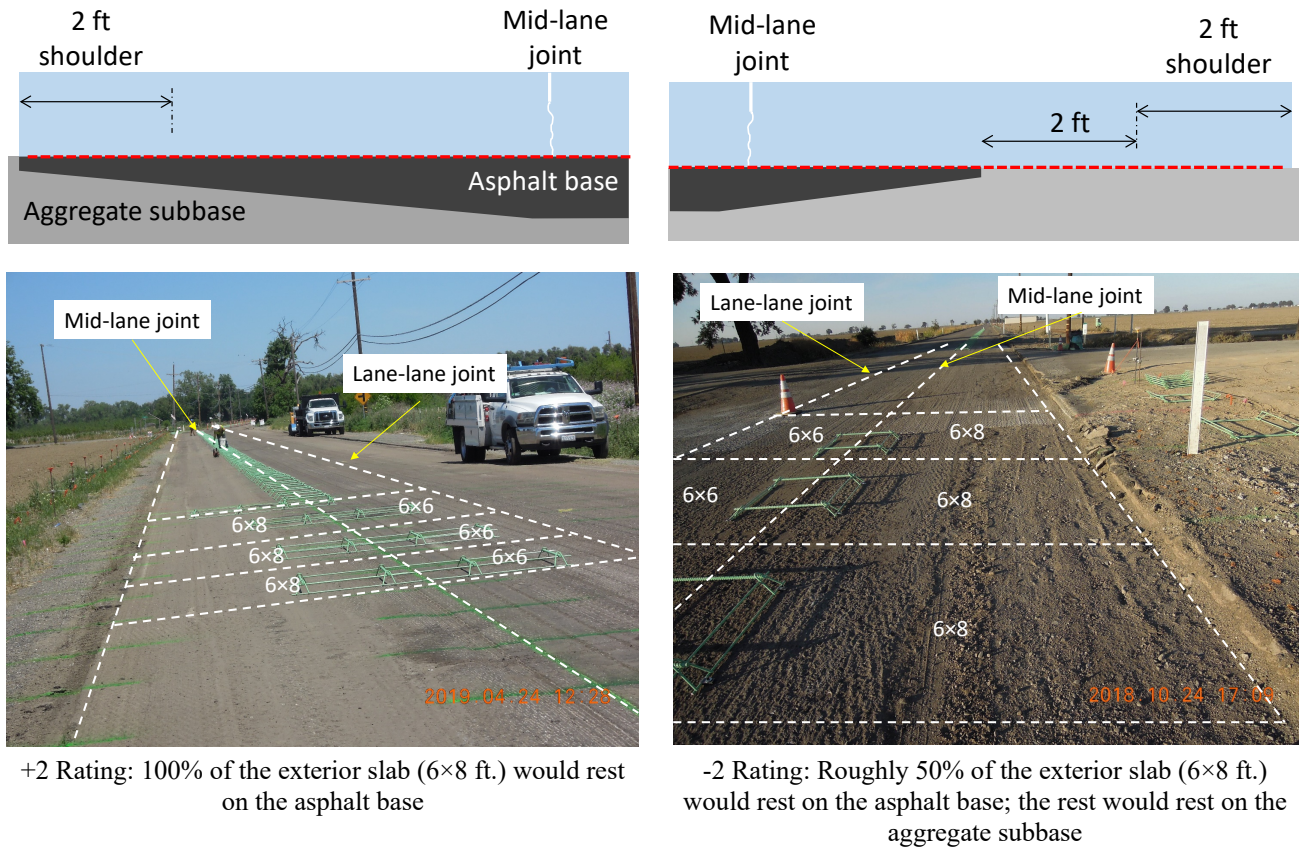 2 ft
shoulder
Mid-lane
joint
Asphalt base
Aggregate subbase
Mid-lane
joint
2 ft
shoulder
2 ft
Mid-lane joint
Lane-lane joint
6×8
6×6
6×8
6×6
6×8
6×6
2019.04.24 12:28
Lane-lane joint
Mid-lane joint
6×6
6×8
6×6
6×8
6×8
2018.10.24 17:09
+2 Rating: 100% of the exterior slab (6×8 ft.) would rest
on the asphalt base
-2 Rating: Roughly 50% of the exterior slab (6×8 ft.)
would rest on the asphalt base; the rest would rest on the
aggregate subbase